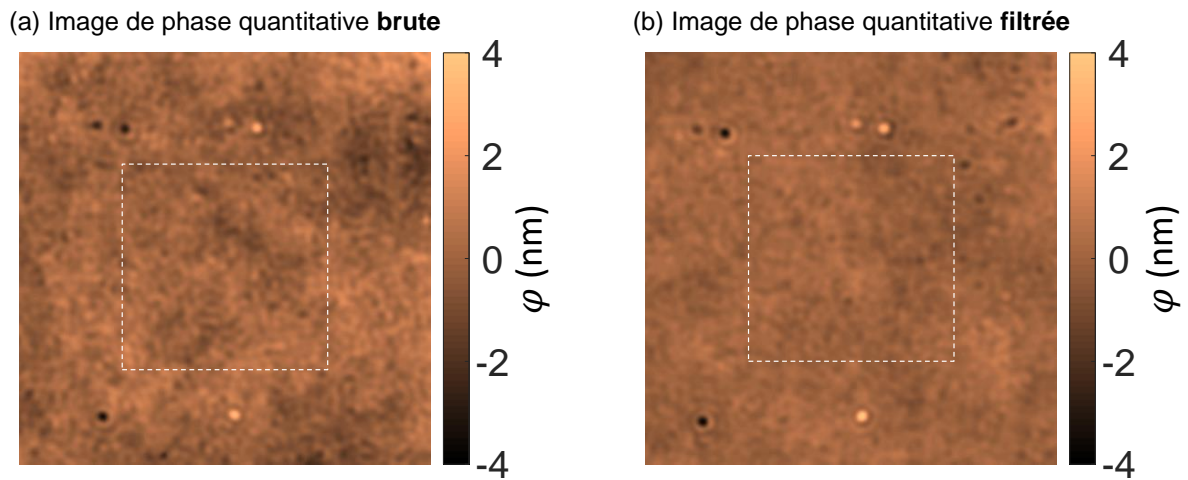 (a) Image de phase quantitative brute
4
2
0
-2
-4
φ (nm)
(b) Image de phase quantitative filtrée
4
2
0
-2
-4
φ (nm)